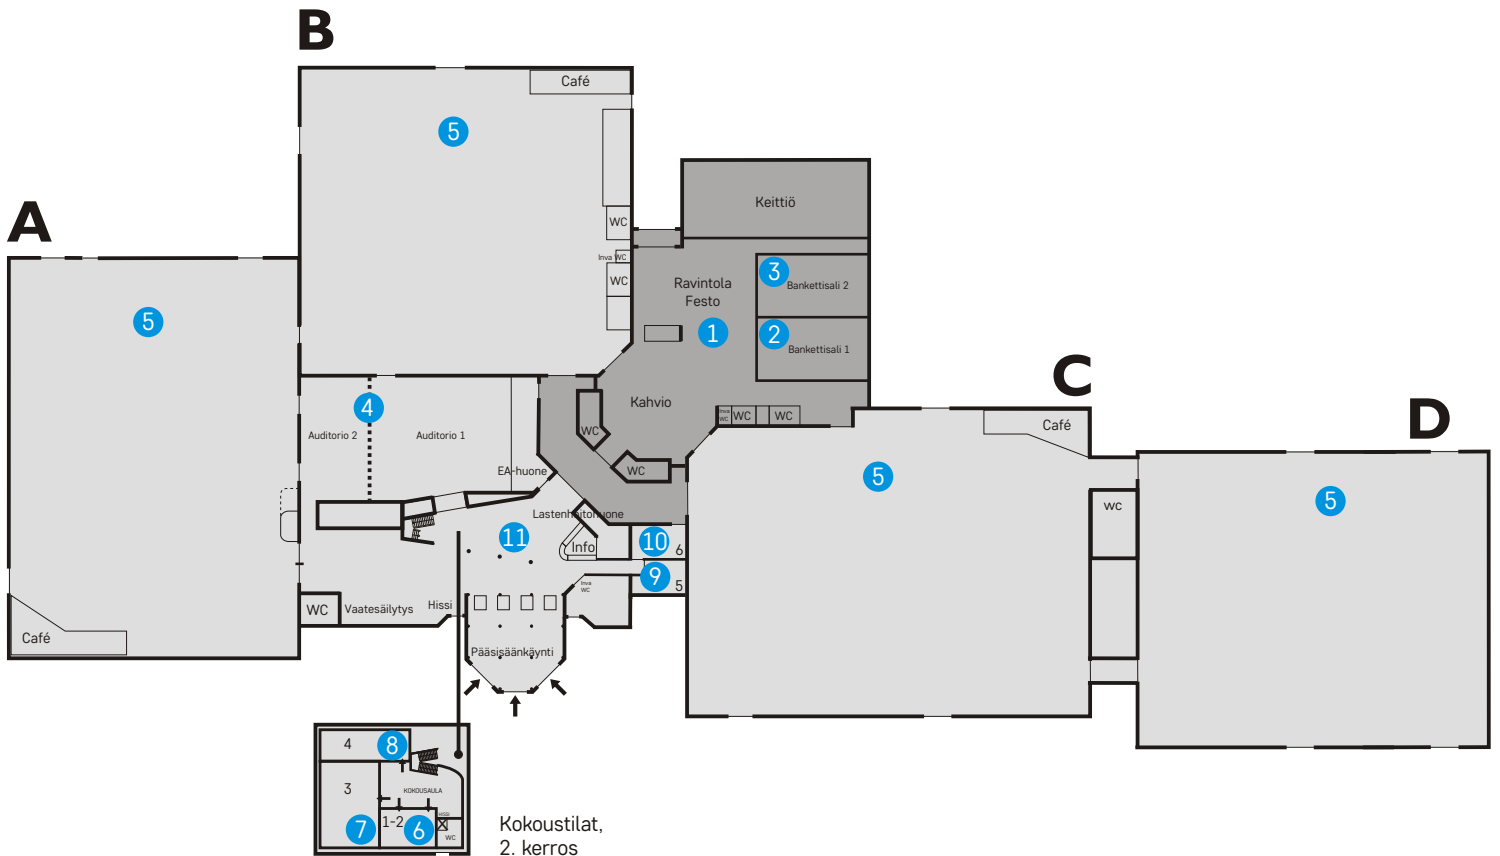 B
Café
5
WC
Inva WC
WC
Keittiö
A
5
Ravintola
Festo
1
3
Bankettisali 2
2
Bankettisali 1
Kahvio
WC
WC
Inva
WC
WC
WC
4
Auditorio 2
Auditorio 1
EA-huone
Lastenhoitohuone
11
Info
10
6
9
5
Inva
WC
C
Café
5
WC
D
5
Café
WC
Vaatesäilytys
Hissi
Pääsisäänkäynti
4
8
3
KOKOUSAULA
7
1-2
6
HISSI
WC
Kokoustilat,
2. kerros